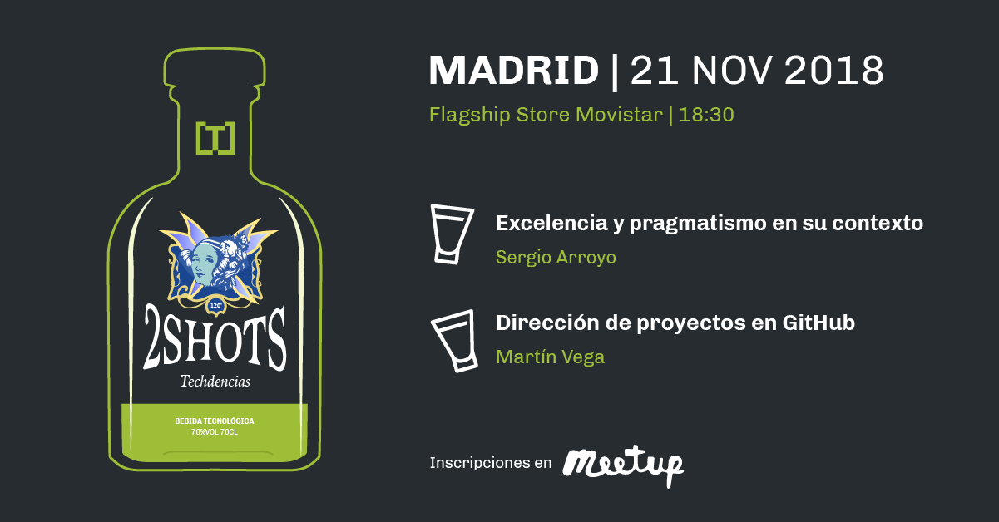 MADRID | 21 NOV 2018
Flagship Store Movistar | 18:30
Excelencia y pragmatismo en su contexto
Sergio Arroyo
Dirección de proyectos en GitHub
Martín Vega
Inscripciones en meetup
[T]
120'
2SHOTS
Techdencias
BEBIDA TECNOLÓGICA
70%VOL 70CL